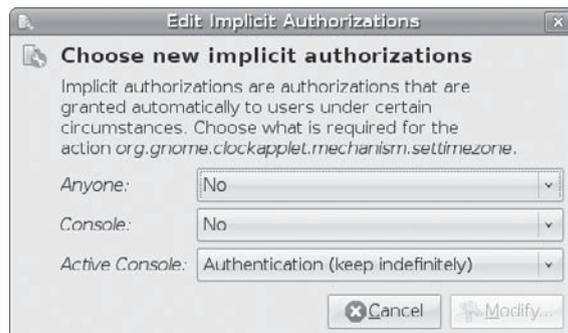 Edit Implicit Authorizations
Choose new implicit authorizations
Implicit authorizations are authorizations that are
granted automatically to users under certain
circumstances. Choose what is required for the
action org.gnome.clockapplet.mechanism.settimezone.
Anyone: No
Console: No
Active Console: Authentication (keep indefinitely)
Cancel Modify...